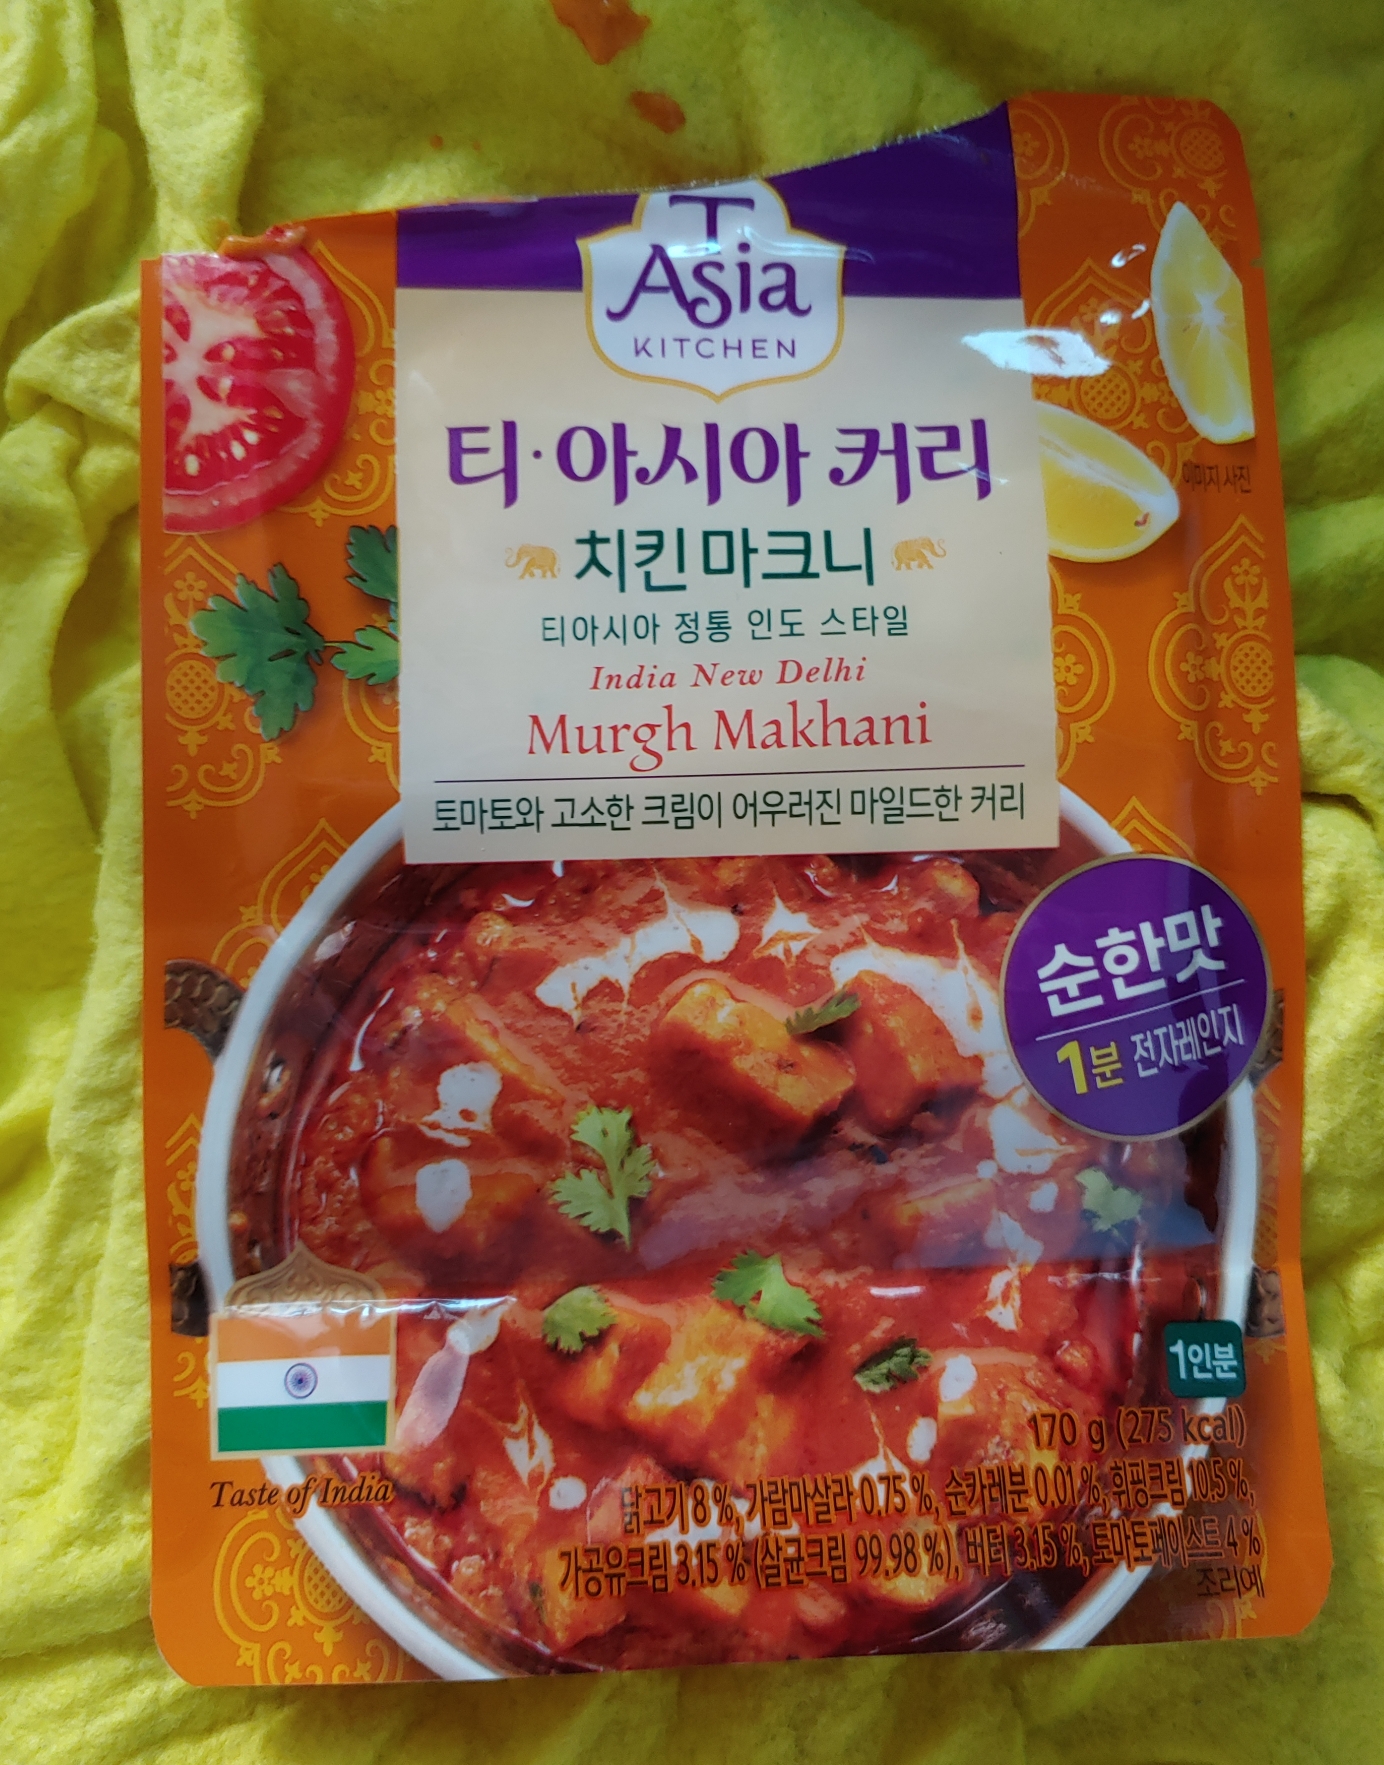 T
Asia
KITCHEN
티·아시아 커리
이미지 사진
치킨 마크니
티아시아 정통 인도 스타일
India New Delhi
Murgh Makhani
토마토와 고소한 크림이 어우러진 마일드한 커리
순한맛
1분 전자레인지
1인분
170 g (275 kcal)
Taste of India
닭고기 8 %, 가람마살라 0.75 %, 순카레분 0.01 %, 휘핑크림 10.5 %,
가공유크림 3.15 % (살균크림 99.98 %), 버터 3.15 %, 토마토페이스트 4 %
조리예